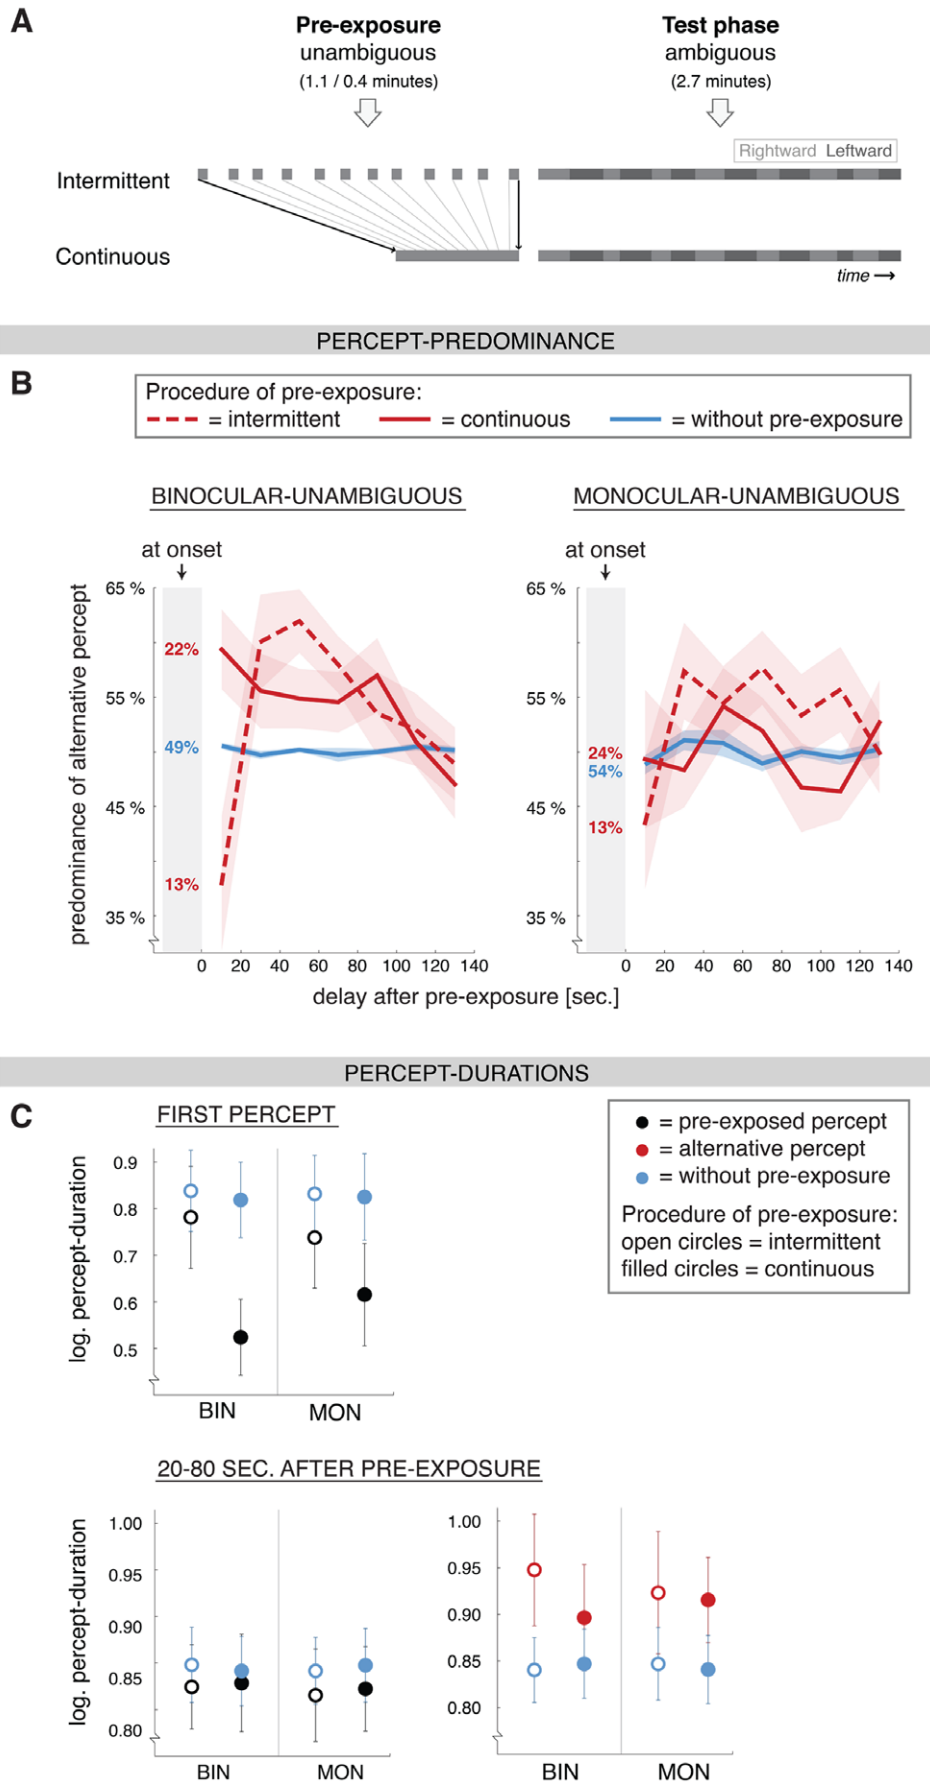 A
Pre-exposure
unambiguous
(1.1 / 0.4 minutes)
Test phase
ambiguous
(2.7 minutes)
Rightward Leftward
Intermittent
Continuous
time →
PERCEPT-PREDOMINANCE
B
Procedure of pre-exposure:
= intermittent = continuous = without pre-exposure
BINOCULAR-UNAMBIGUOUS
at onset
predominance of alternative percept
65 %
55 %
45 %
35 %
22%
49%
13%
0 20 40 60 80 100 120 140
MONOCULAR-UNAMBIGUOUS
at onset
65 %
55 %
45 %
35 %
24%
54%
13%
0 20 40 60 80 100 120 140
delay after pre-exposure [sec.]
PERCEPT-DURATIONS
C
FIRST PERCEPT
log. percept-duration
0.9
0.8
0.7
0.6
0.5
BIN MON
= pre-exposed percept
= alternative percept
= without pre-exposure
Procedure of pre-exposure:
open circles = intermittent
filled circles = continuous
20-80 SEC. AFTER PRE-EXPOSURE
log. percept-duration
1.00
0.95
0.90
0.85
0.80
BIN MON
1.00
0.95
0.90
0.85
0.80
BIN MON